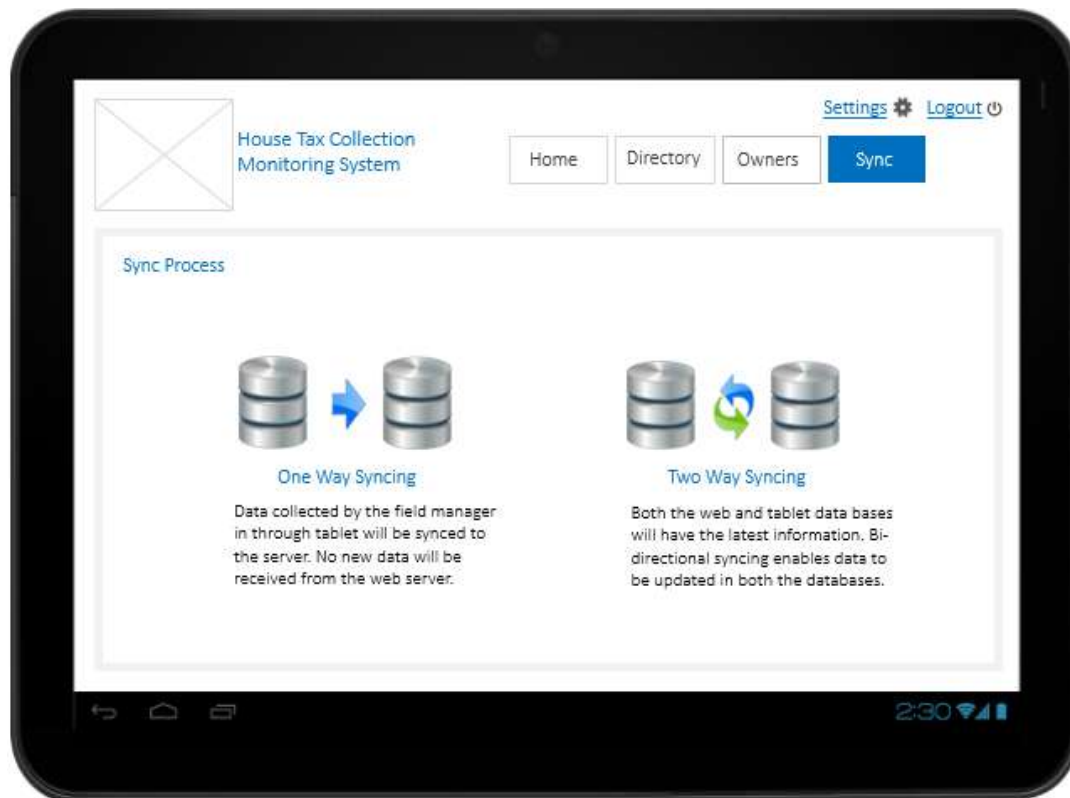 Settings Logout
House Tax Collection
Monitoring System
Home Directory Owners Sync
Sync Process
One Way Syncing
Data collected by the field manager
in through tablet will be synced to
the server. No new data will be
received from the web server.
Two Way Syncing
Both the web and tablet data bases
will have the latest information. Bi-
directional syncing enables data to
be updated in both the databases.
2:30